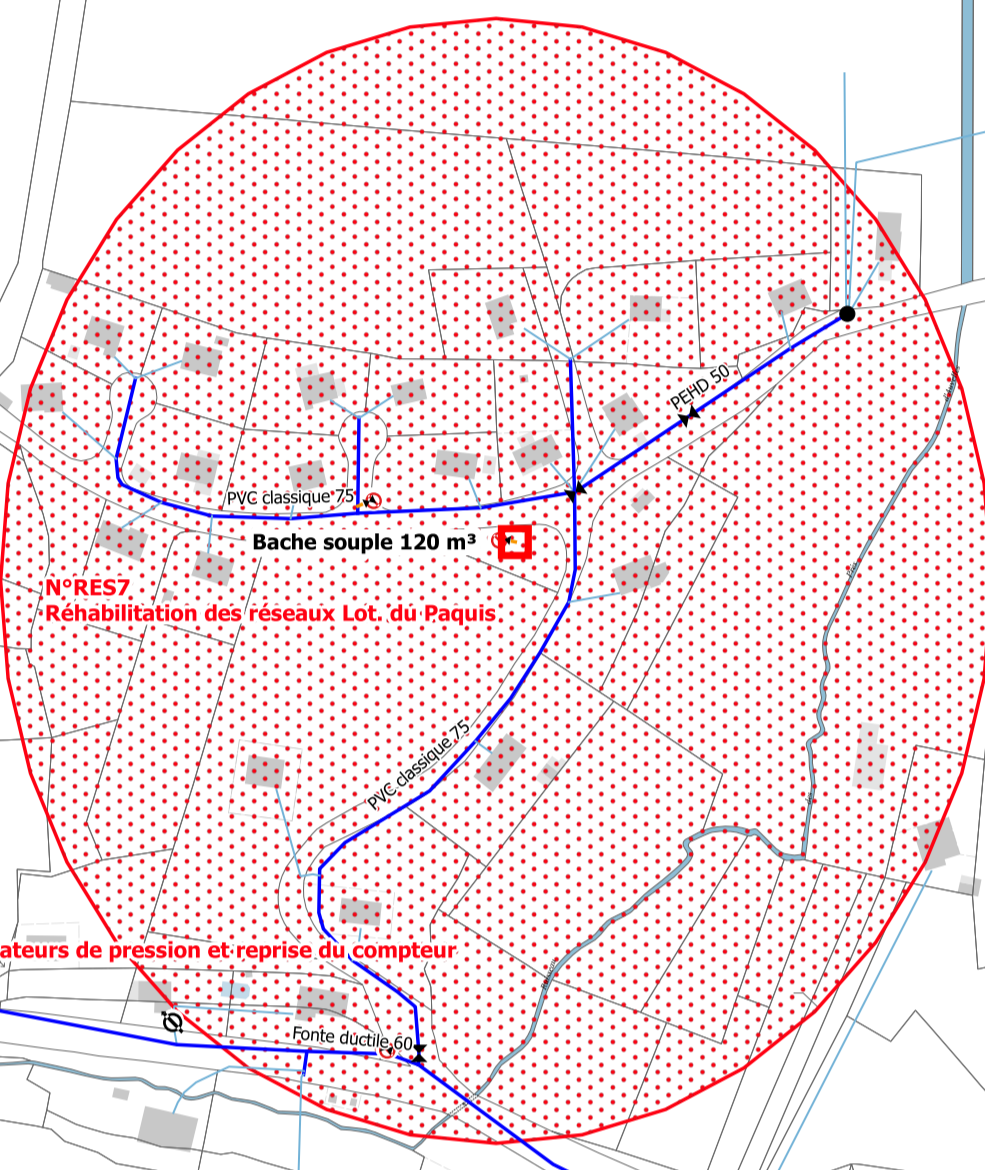 PEHD 50
PVC classique 75
Bache souple 120 m³
N°RES7
Réhabilitation des réseaux Lot. du Paquis
PVC classique 75
ateurs de pression et reprise du compteur
Fonte ductile 60